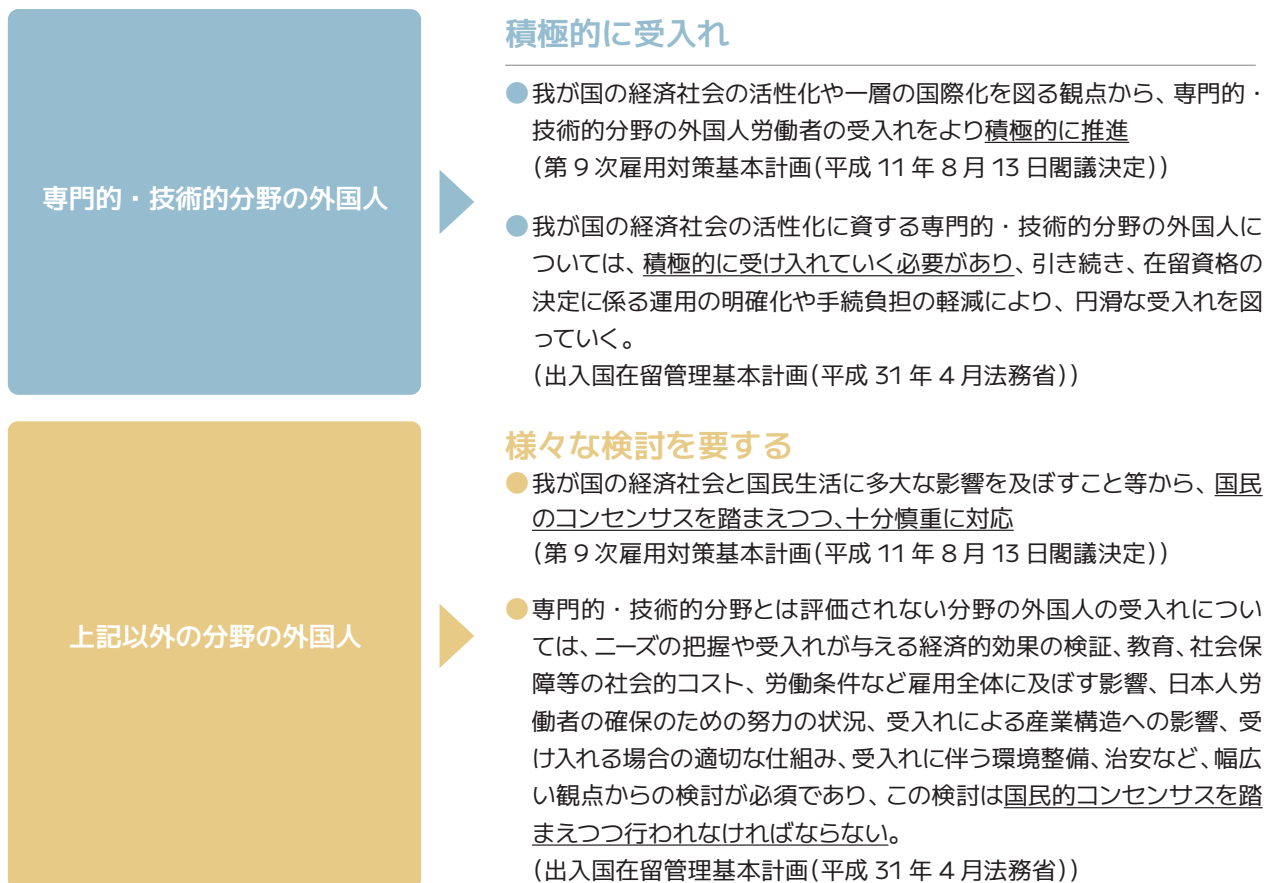 専門的・技術的分野の外国人
積極的に受入れ
●我が国の経済社会の活性化や一層の国際化を図る観点から、専門的・
技術的分野の外国人労働者の受入れをより積極的に推進
(第9次雇用対策基本計画(平成11年8月13日閣議決定))
●我が国の経済社会の活性化に資する専門的・技術的分野の外国人に
ついては、積極的に受け入れていく必要があり、引き続き、在留資格の
決定に係る運用の明確化や手続負担の軽減により、円滑な受入れを図
っていく。
(出入国在留管理基本計画(平成31年4月法務省))
上記以外の分野の外国人
様々な検討を要する
●我が国の経済社会と国民生活に多大な影響を及ぼすこと等から、国民
のコンセンサスを踏まえつつ、十分慎重に対応
(第9次雇用対策基本計画(平成11年8月13日閣議決定))
●専門的・技術的分野とは評価されない分野の外国人の受入れについ
ては、ニーズの把握や受入れが与える経済的効果の検証、教育、社会保
障等の社会的コスト、労働条件など雇用全体に及ぼす影響、日本人労
働者の確保のための努力の状況、受入れによる産業構造への影響、受
け入れる場合の適切な仕組み、受入れに伴う環境整備、治安など、幅広
い観点からの検討が必須であり、この検討は国民的コンセンサスを踏
まえつつ行われなければならない。
(出入国在留管理基本計画(平成31年4月法務省))